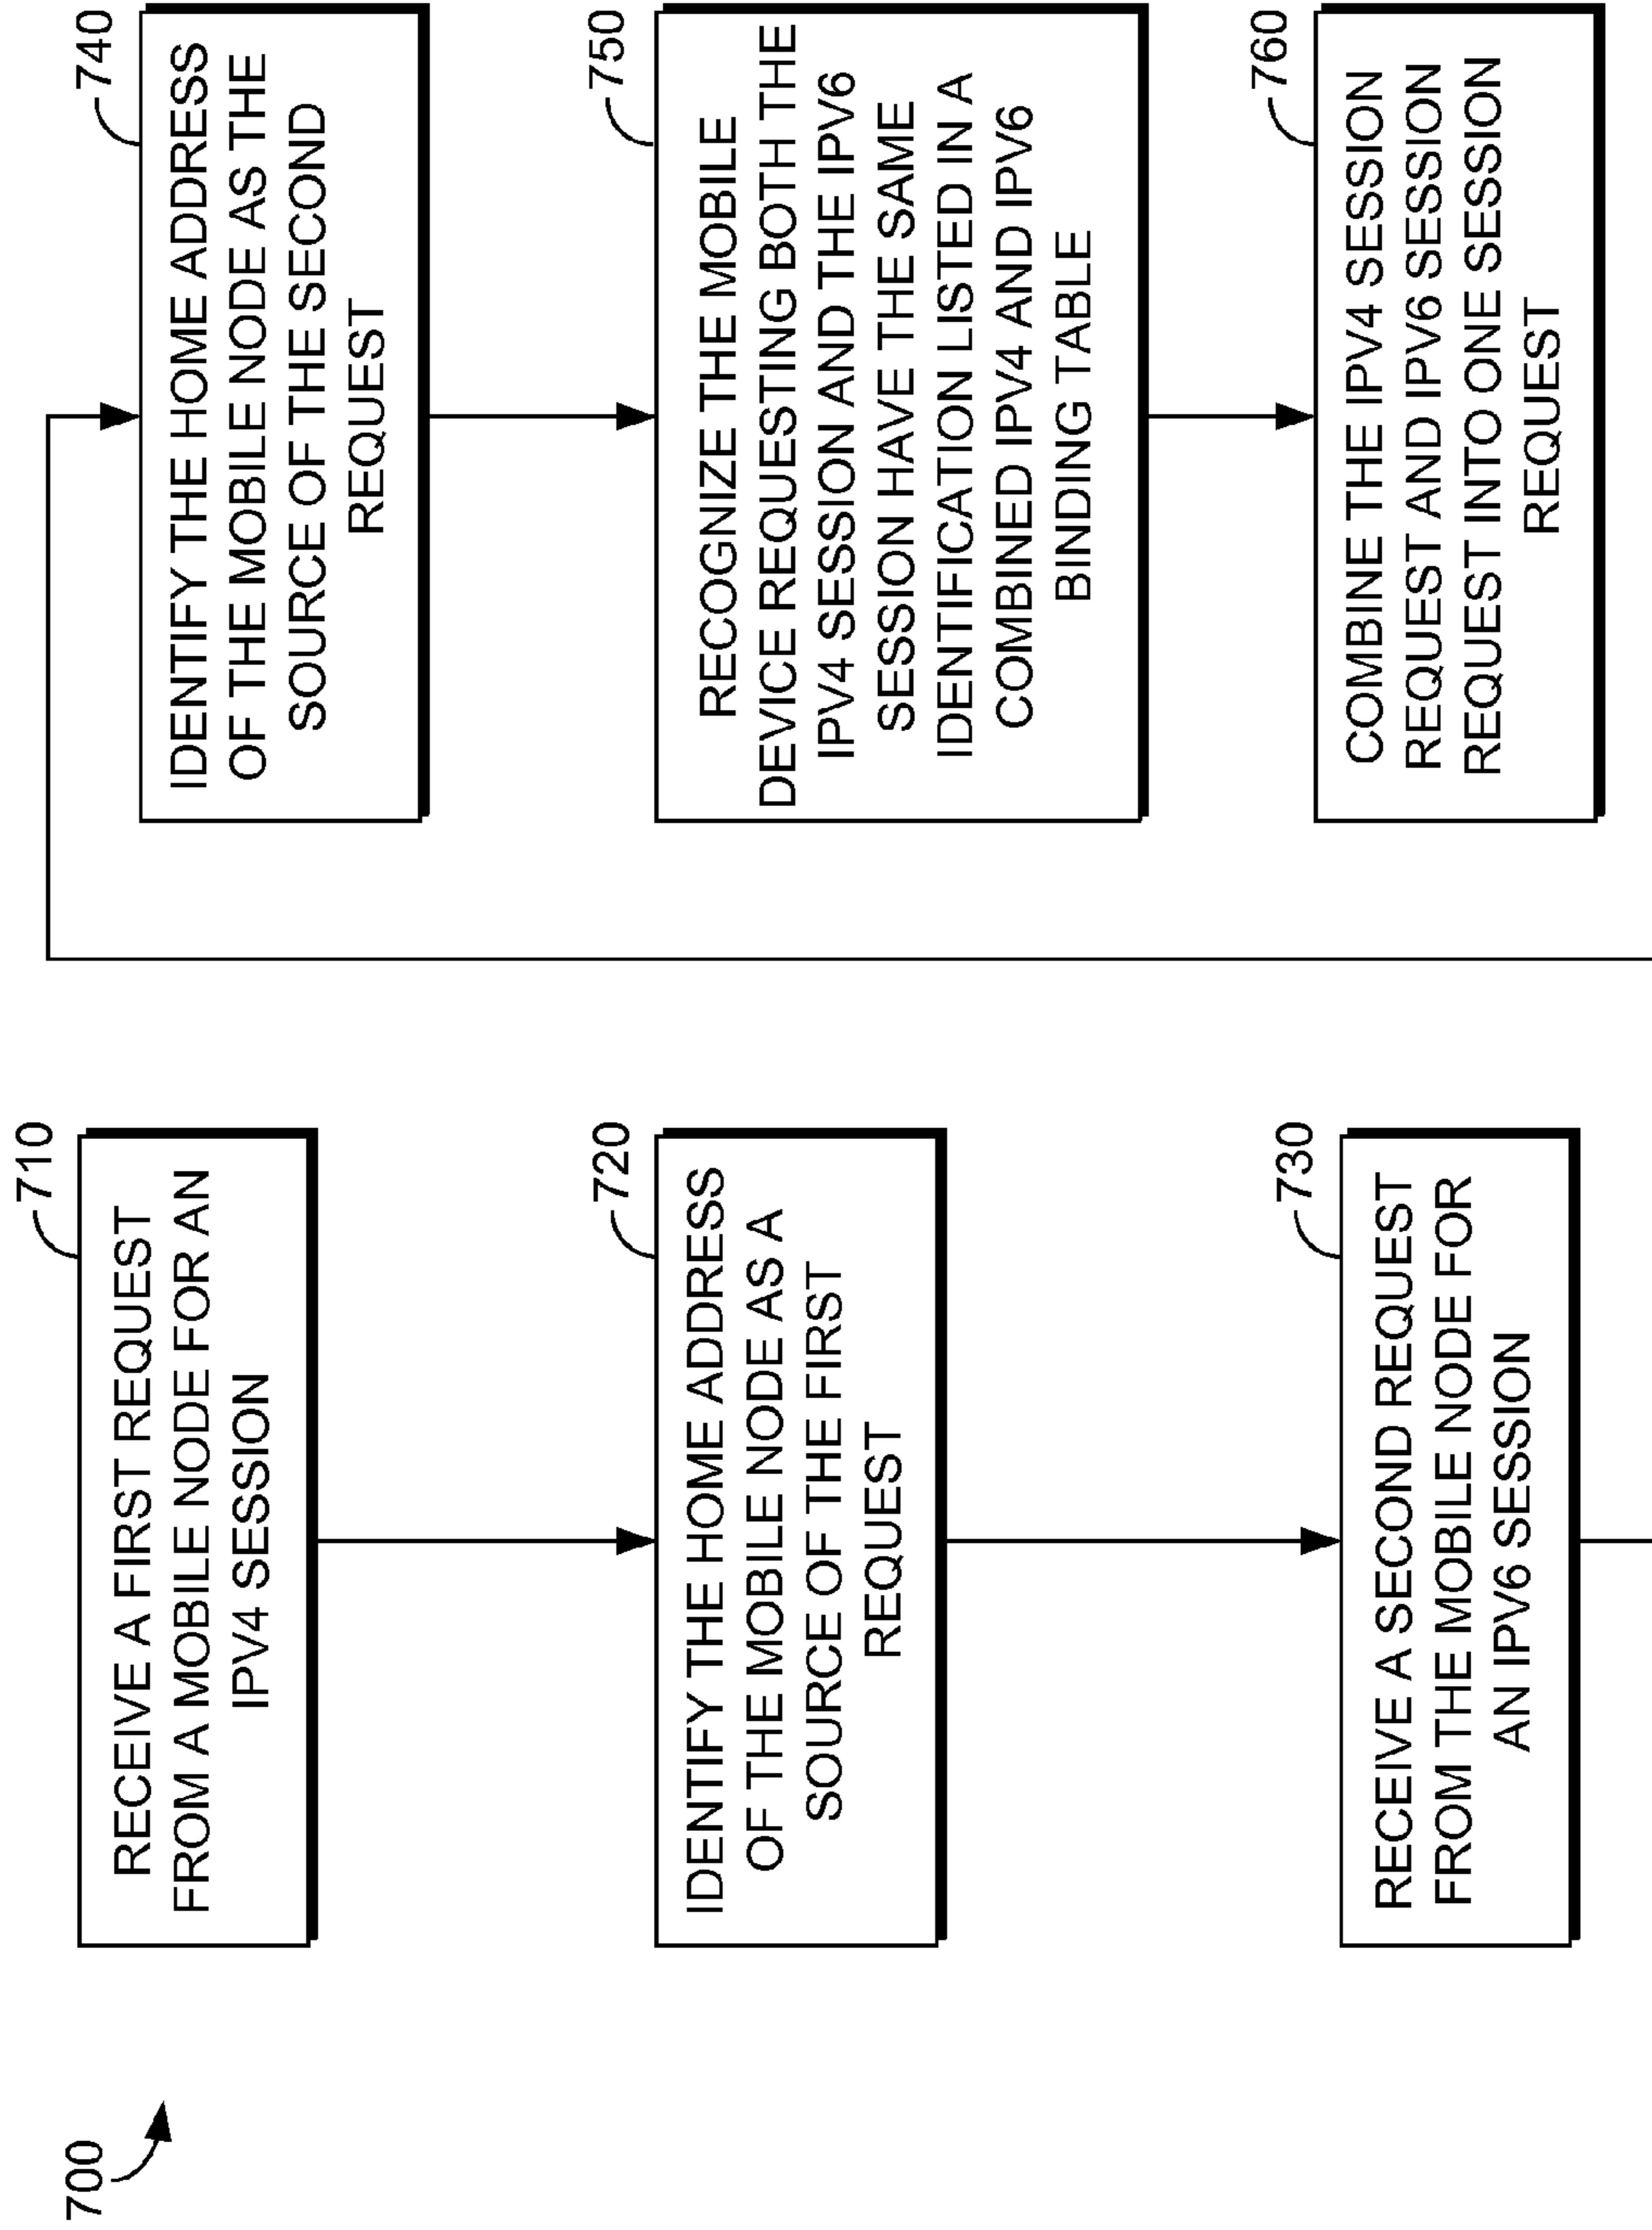 700
710
RECEIVE A FIRST REQUEST
FROM A MOBILE NODE FOR AN
IPV4 SESSION
720
IDENTIFY THE HOME ADDRESS
OF THE MOBILE NODE AS A
SOURCE OF THE FIRST
REQUEST
730
RECEIVE A SECOND REQUEST
FROM THE MOBILE NODE FOR
AN IPV6 SESSION
740
IDENTIFY THE HOME ADDRESS
OF THE MOBILE NODE AS THE
SOURCE OF THE SECOND
REQUEST
750
RECOGNIZE THE MOBILE
DEVICE REQUESTING BOTH THE
IPV4 SESSION AND THE IPV6
SESSION HAVE THE SAME
IDENTIFICATION LISTED IN A
COMBINED IPV4 AND IPV6
BINDING TABLE
760
COMBINE THE IPV4 SESSION
REQUEST AND IPV6 SESSION
REQUEST INTO ONE SESSION
REQUEST